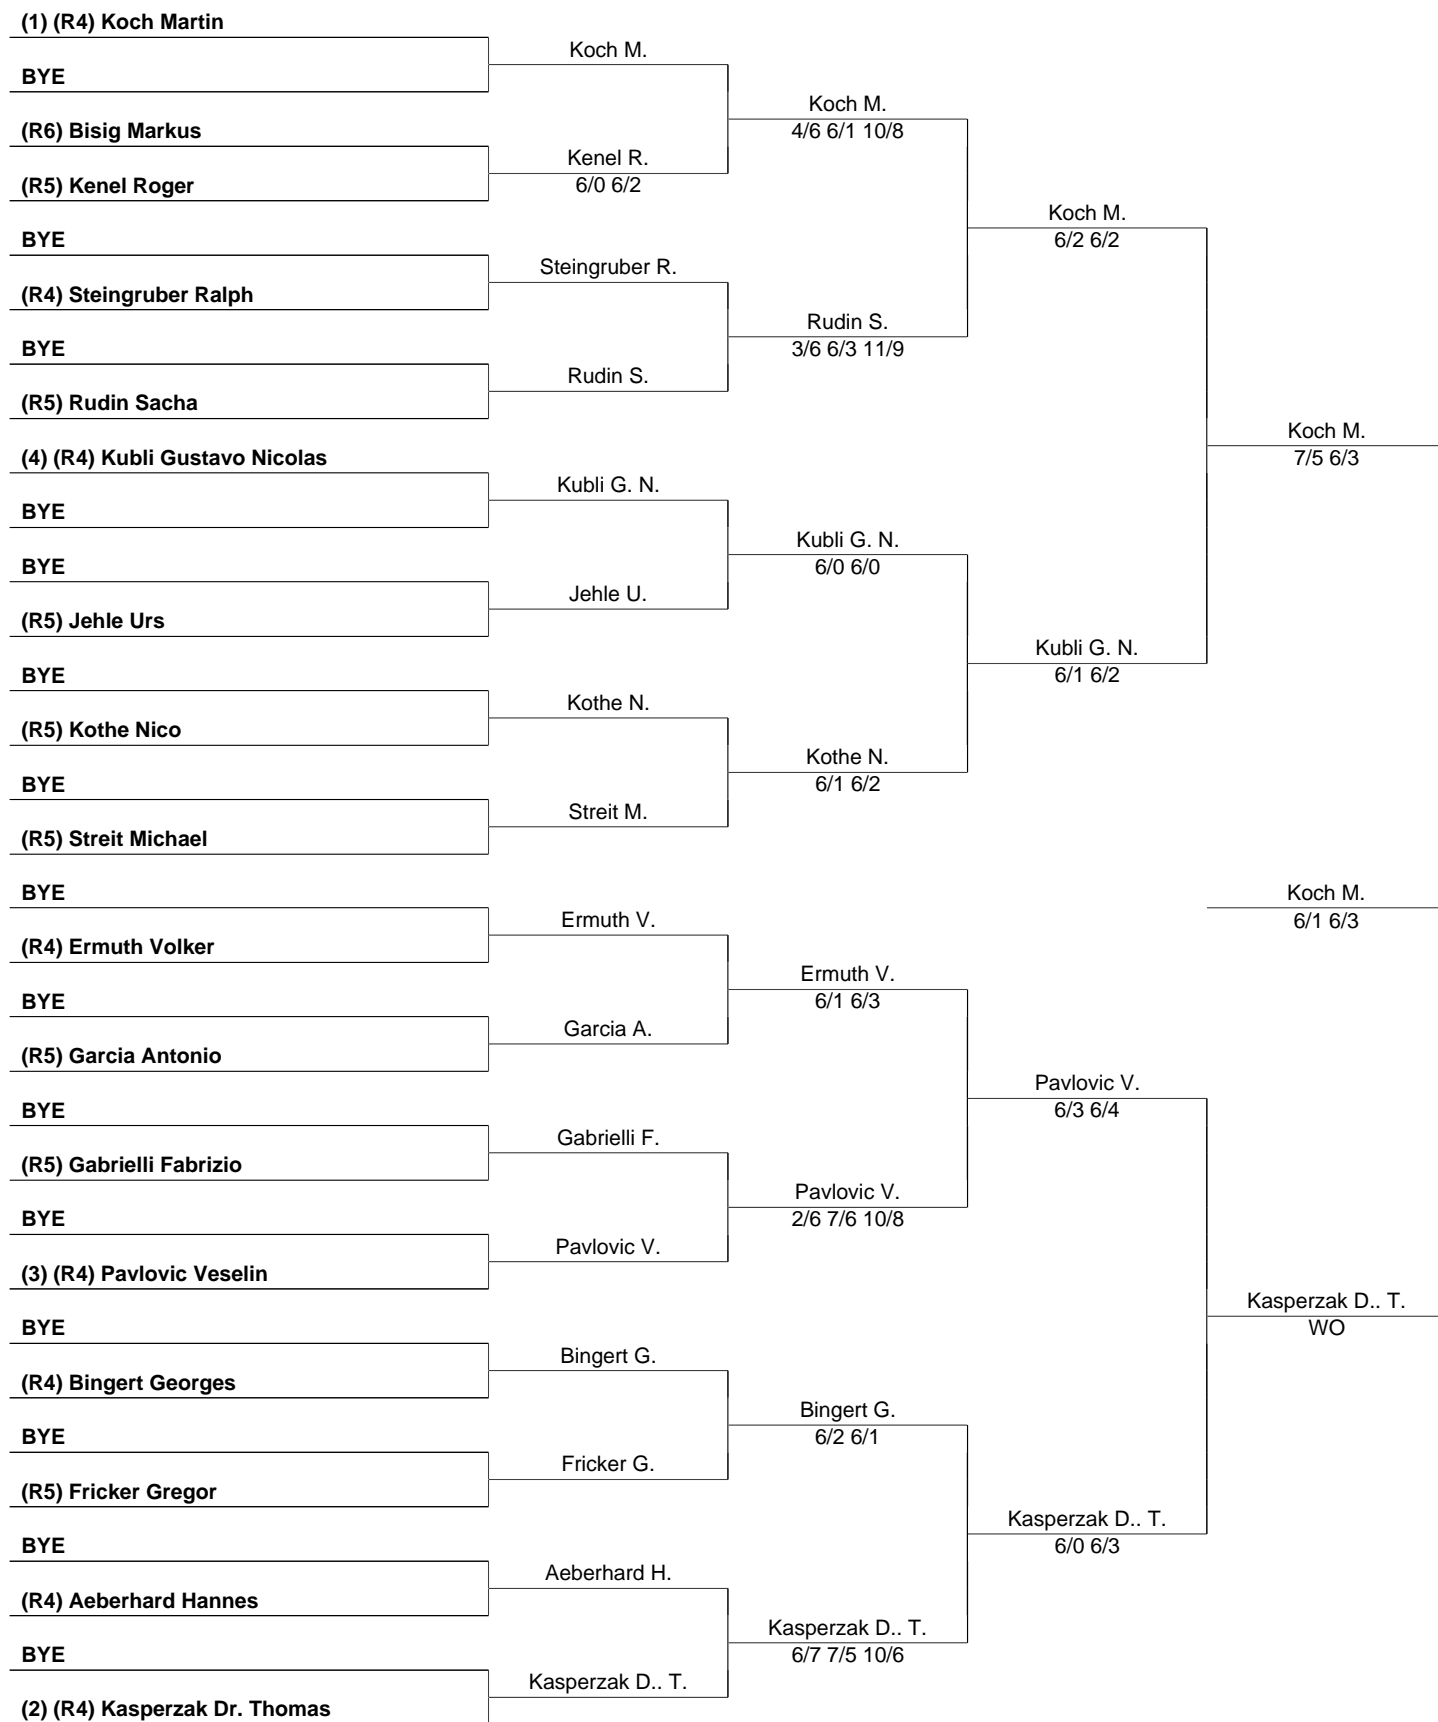 (1) (R4) Koch Martin
BYE
(R6) Bisig Markus
(R5) Kenel Roger
BYE
(R4) Steingruber Ralph
BYE
(R5) Rudin Sacha
(4) (R4) Kubli Gustavo Nicolas
BYE
BYE
(R5) Jehle Urs
BYE
(R5) Kothe Nico
BYE
(R5) Streit Michael
BYE
(R4) Ermuth Volker
BYE
(R5) Garcia Antonio
BYE
(R5) Gabrielli Fabrizio
BYE
(3) (R4) Pavlovic Veselin
BYE
(R4) Bingert Georges
BYE
(R5) Fricker Gregor
BYE
(R4) Aeberhard Hannes
BYE
(2) (R4) Kasperzak Dr. Thomas
Koch M.
Kenel R.
6/0 6/2
Steingruber R.
Rudin S.
Kubli G. N.
Jehle U.
Kothe N.
Streit M.
Ermuth V.
Garcia A.
Gabrielli F.
Pavlovic V.
Bingert G.
Fricker G.
Aeberhard H.
Kasperzak D.. T.
Koch M.
4/6 6/1 10/8
Rudin S.
3/6 6/3 11/9
Kubli G. N.
6/0 6/0
Kothe N.
6/1 6/2
Ermuth V.
6/1 6/3
Pavlovic V.
2/6 7/6 10/8
Bingert G.
6/2 6/1
Kasperzak D.. T.
6/7 7/5 10/6
Koch M.
6/2 6/2
Kubli G. N.
6/1 6/2
Pavlovic V.
6/3 6/4
Kasperzak D.. T.
6/0 6/3
Koch M.
7/5 6/3
Koch M.
6/1 6/3
Kasperzak D.. T.
WO